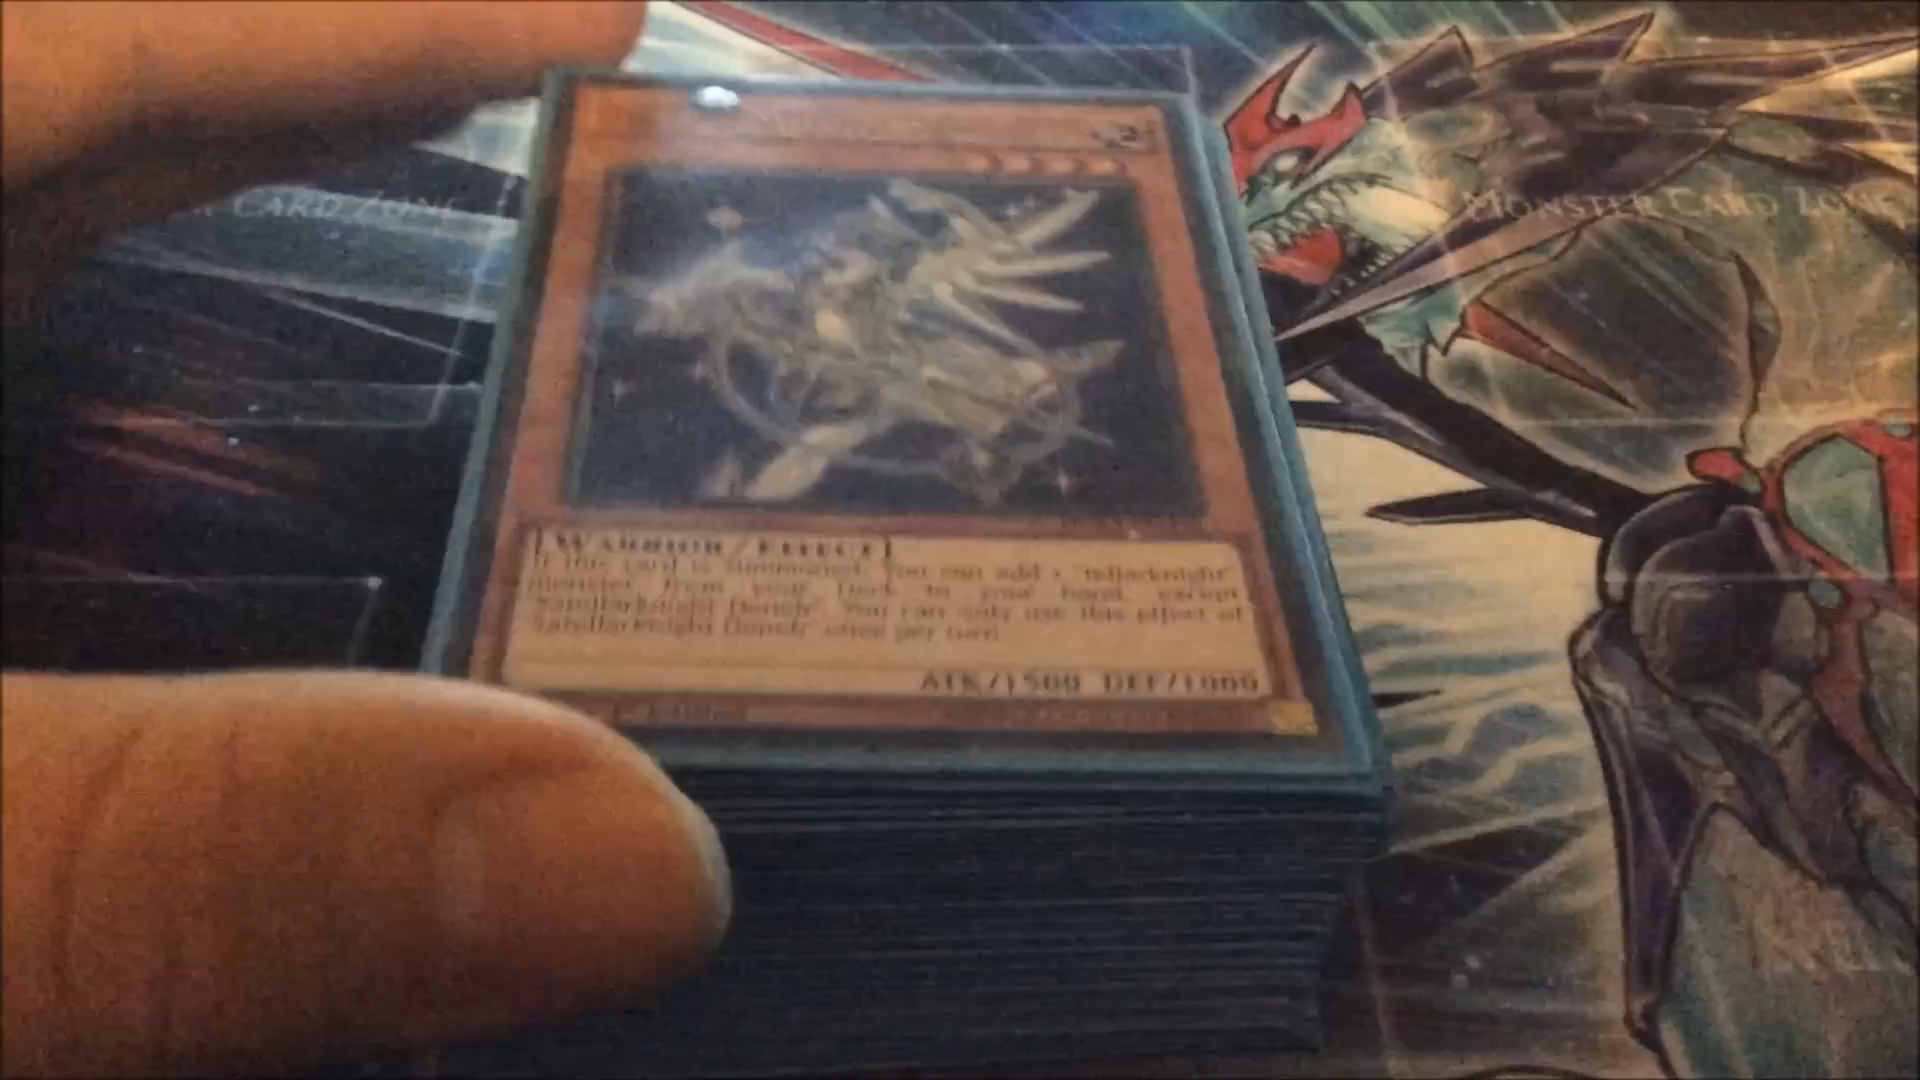 CARD ZONE
MONSTER CARD ZONE
[WARRIOR / EFFECT]
If this card is Summoned: You can add 1 "tellarknight"
monster from your Deck to your hand, except
"Satellarknight Deneb". You can only use this effect of
"Satellarknight Deneb" once per turn.
ATK/1500 DEF/1000